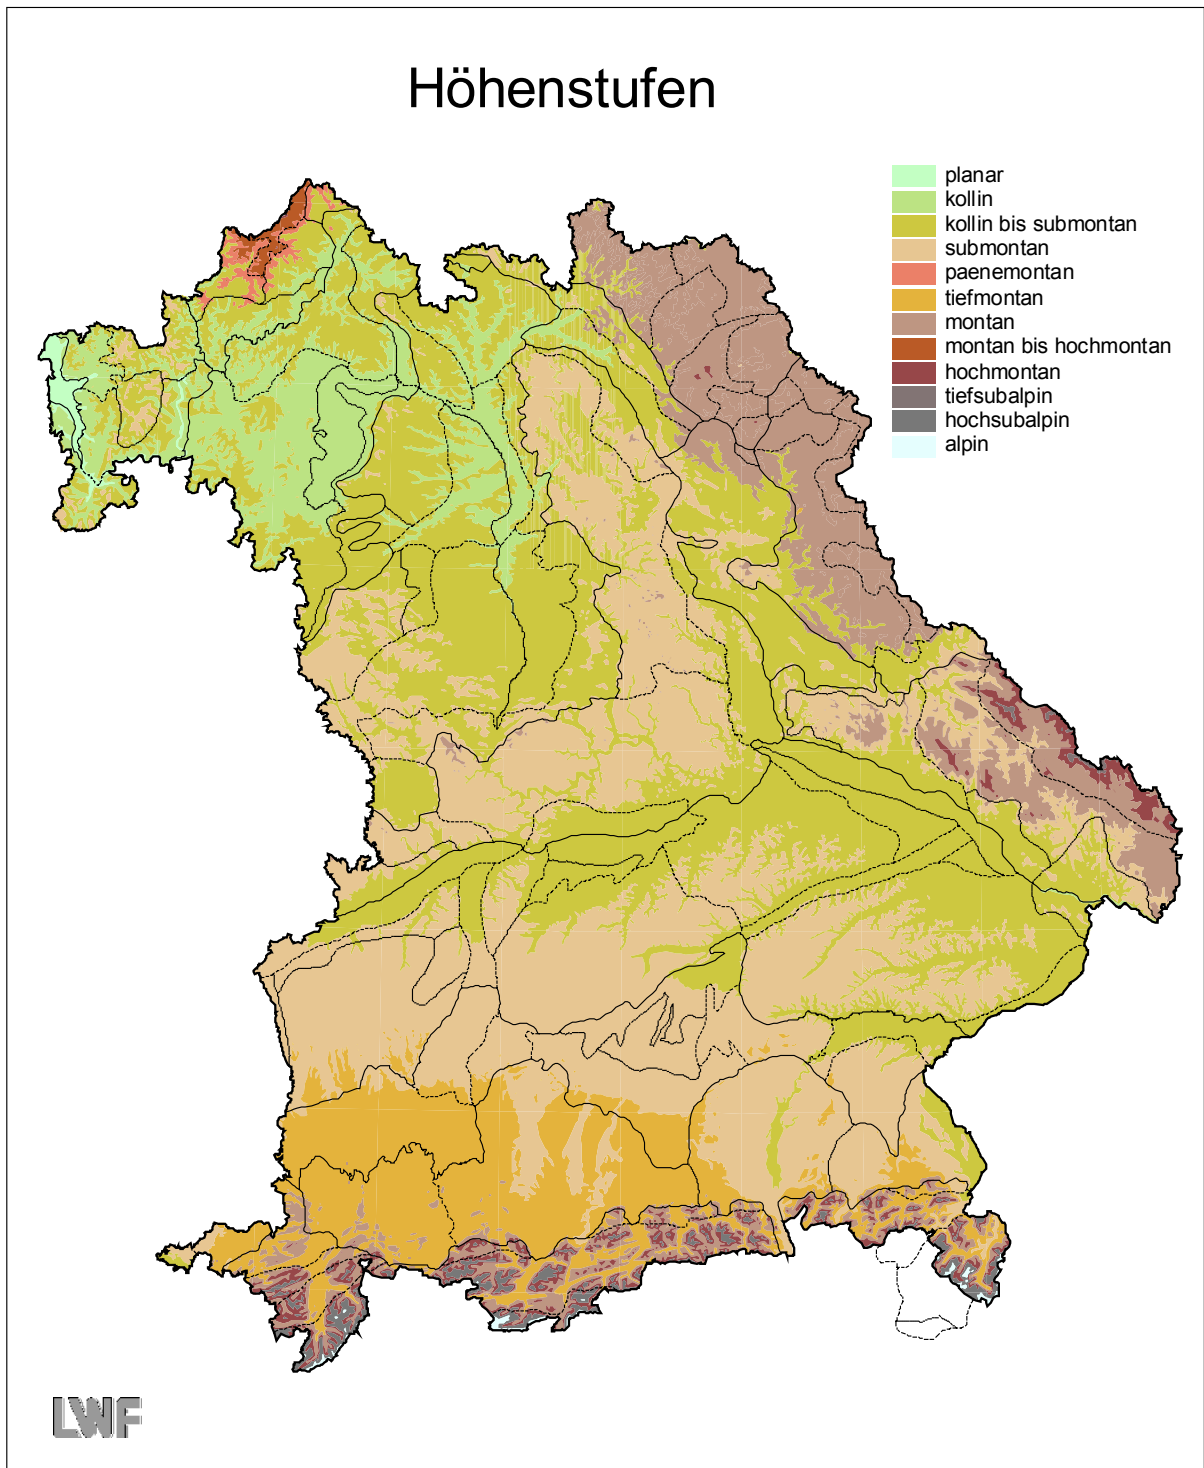 Höhenstufen
planar
kollin
kollin bis submontan
submontan
paenemontan
tiefmontan
montan
montan bis hochmontan
hochmontan
tiefsubalpin
hochsubalpin
alpin
LWF